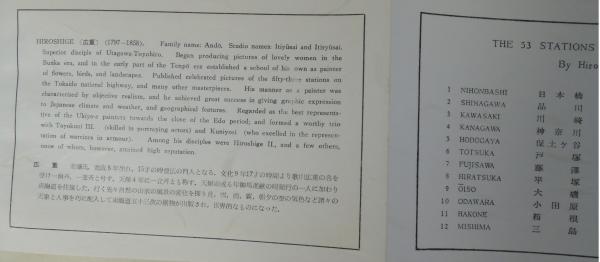 HIROSHIGE (広重) (1797-1858). Family name: Andō. Studio names: Itiyūsai and Itiryūsai.
Superior disciple of Utagawa Toyohiro. Began producing pictures of lovely women in the
Bunka era, and in the early part of the Tenpō era established a school of his own as painter
of flowers, birds, and landscapes. Published celebrated pictures of the fifty-three stations on
the Tokaido national highway, and many other masterpieces. His manner as a painter was
characterised by objective realism, and he achieved great success in giving graphic expression
to Japanese climate and weather, and geographical features. Regarded as the best representa-
tive of the Ukiyo-e painters towards the close of the Edo period; and formed a worthy trio
with Toyokuni III. (skilled in portraying actors) and Kuniyosi (who excelled in the represen-
tation of warriors in armour). Among his disciples were Hiroshige II., and a few others,
none of whom, however, attained high reputation.
広重
THE 53 STATIONS
By Hiro
1 NIHONBASHI 日本橋
2 SHINAGAWA 品川
3 KAWASAKI 川崎
4 KANAGAWA 神奈川
5 HODOGAYA 保土ヶ谷
6 TOTSUKA 戸塚
7 FUJISAWA 藤澤
8 HIRATSUKA 平塚
9 ŌISO 大磯
10 ODAWARA 小田原
11 HAKONE 箱根
12 MISHIMA 三島